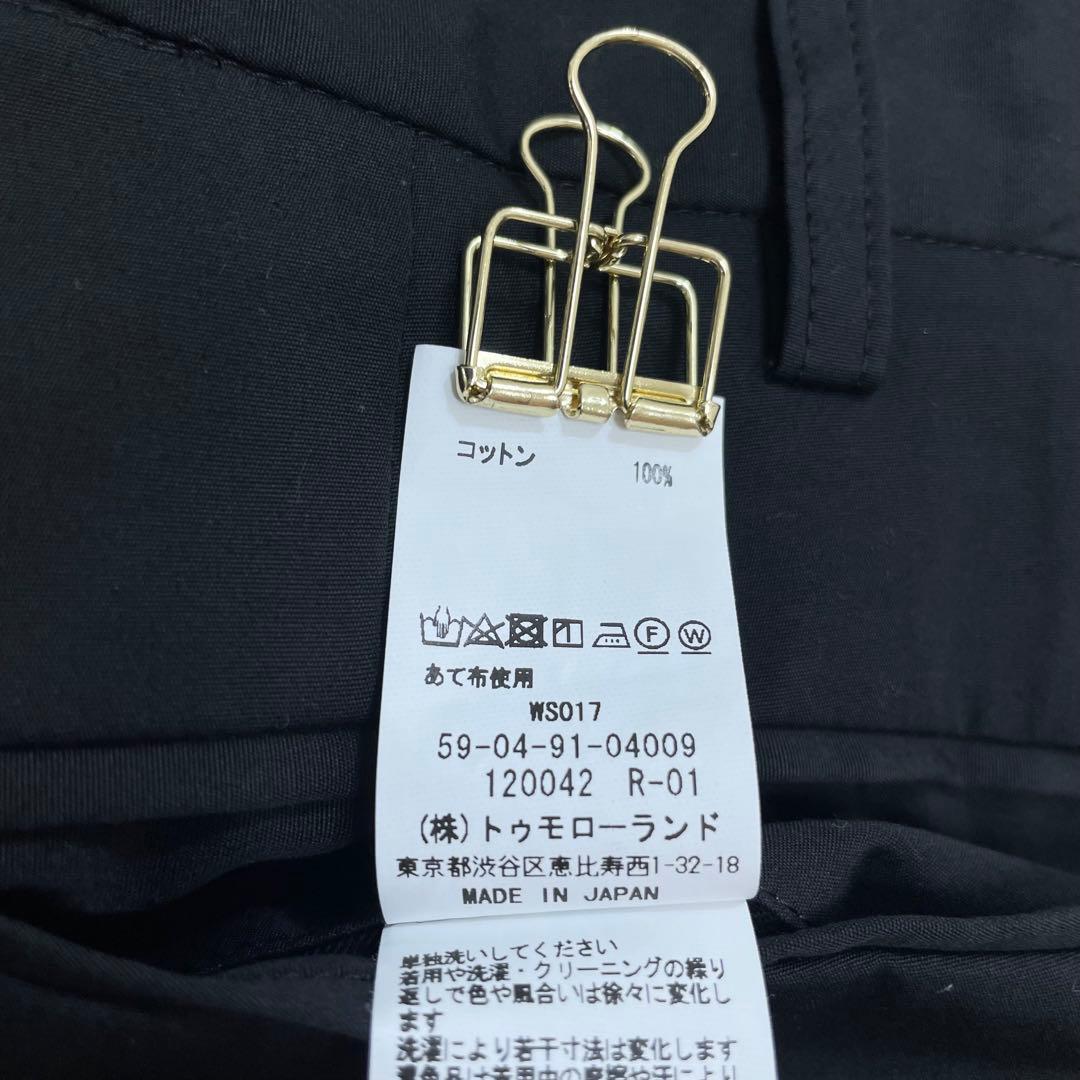 コットン
100%
F W
あて布使用
WS017
59-04-91-04009
120042 R-01
(株)トゥモローランド
東京都渋谷区恵比寿西1-32-18
MADE IN JAPAN
単独洗いしてください
着用や洗濯・クリーニングの繰り
返しで色や風合いは徐々に変化し
ます
洗濯により若干寸法は変化します